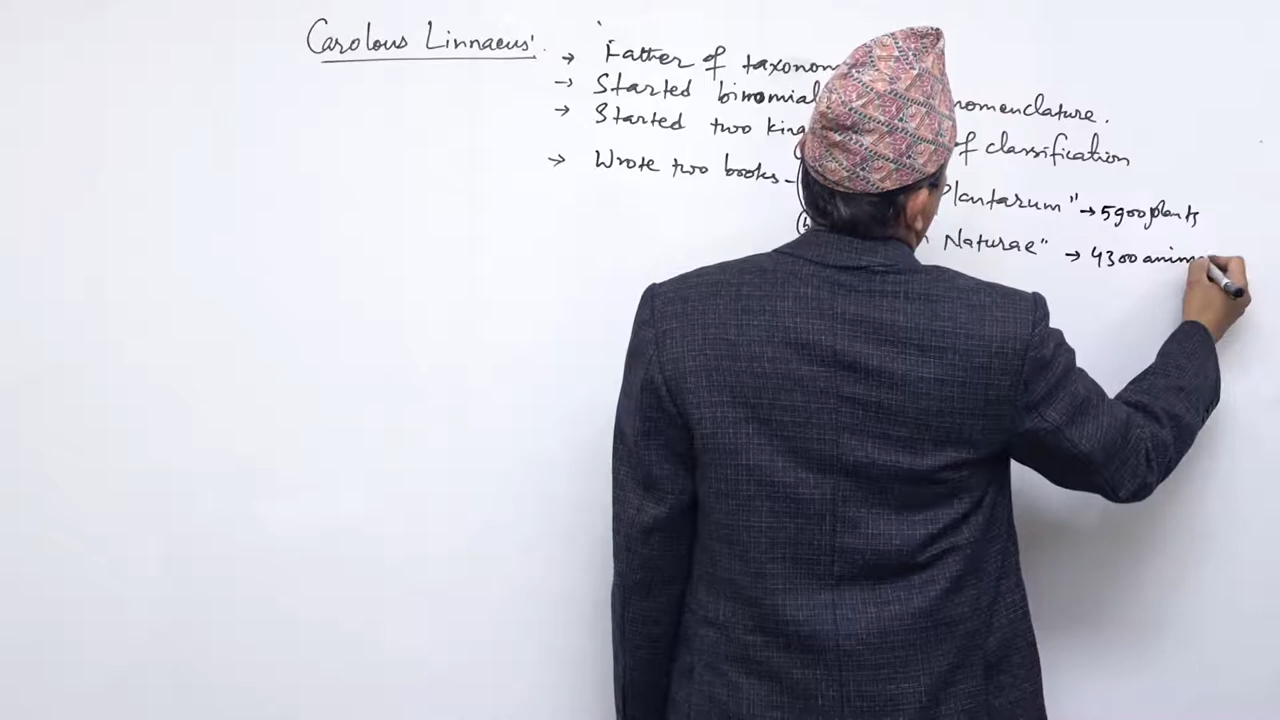 Carolous Linnaeus
→ Father of taxonom
→ Started binomial nomenclature.
→ Started two king of classification
→ Wrote two books
Plantarum" → 5900 plants
Naturae" → 4300 anim